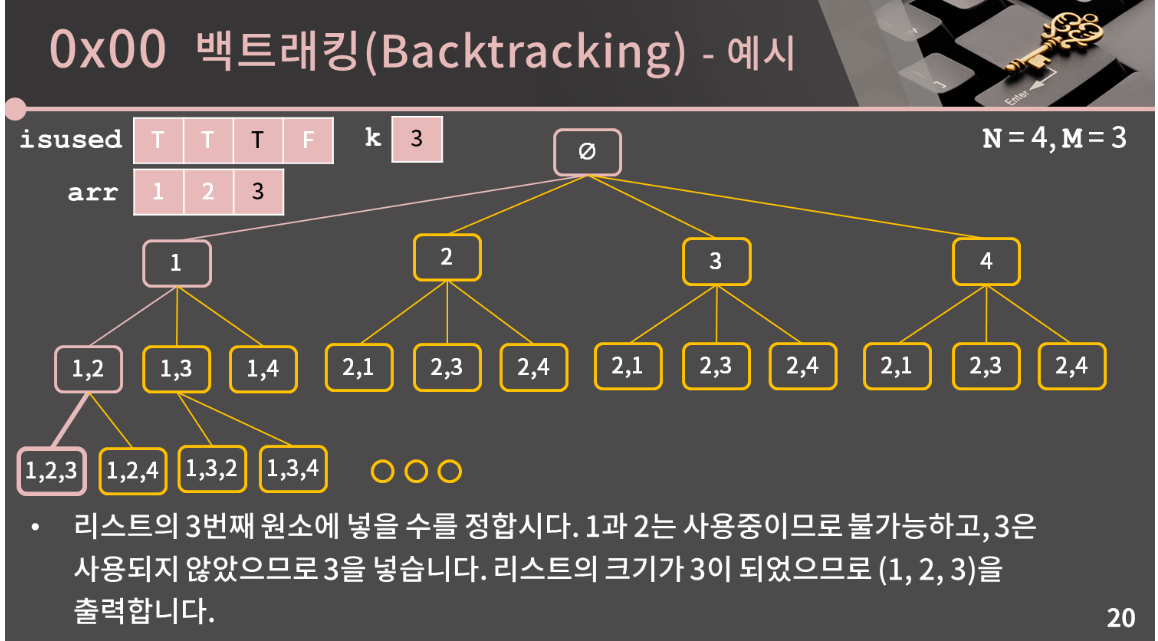 0x00 백트래킹(Backtracking) - 예시
Enter
isused T T T F k 3
N = 4, M = 3
∅
arr 1 2 3
1 2 3 4
1,2 1,3 1,4 2,1 2,3 2,4 2,1 2,3 2,4 2,1 2,3 2,4
1,2,3 1,2,4 1,3,2 1,3,4
• 리스트의 3번째 원소에 넣을 수를 정합시다. 1과 2는 사용중이므로 불가능하고, 3은
사용되지 않았으므로 3을 넣습니다. 리스트의 크기가 3이 되었으므로 (1, 2, 3)을
출력합니다.
20